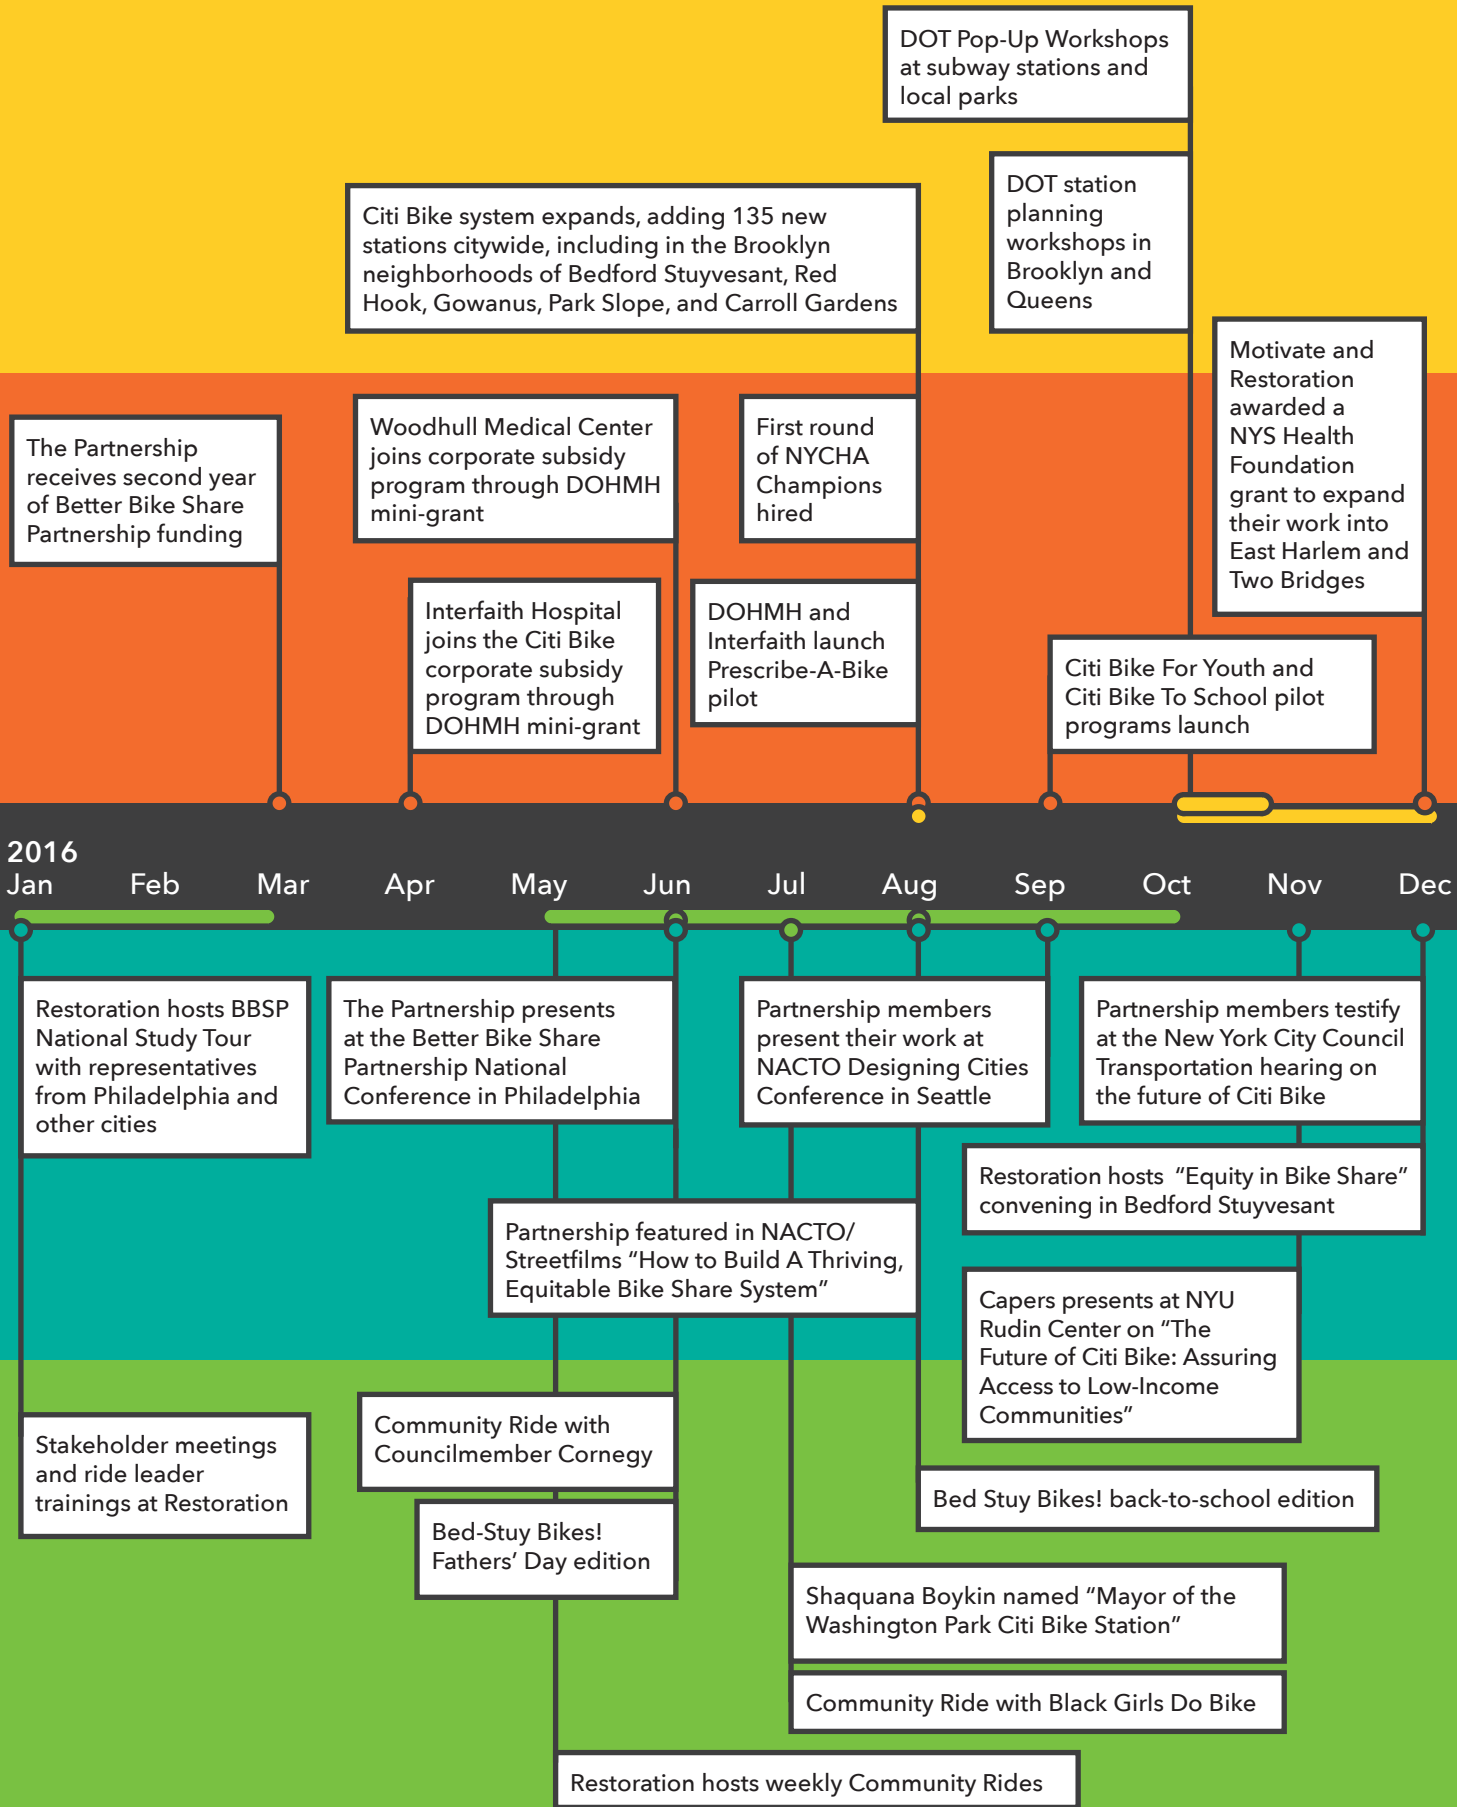 DOT Pop-Up Workshops
at subway stations and
local parks
DOT station
planning
workshops in
Brooklyn and
Queens
Citi Bike system expands, adding 135 new
stations citywide, including in the Brooklyn
neighborhoods of Bedford Stuyvesant, Red
Hook, Gowanus, Park Slope, and Carroll Gardens
Motivate and
Restoration
awarded a
NYS Health
Foundation
grant to expand
their work into
East Harlem and
Two Bridges
The Partnership
receives second year
of Better Bike Share
Partnership funding
Woodhull Medical Center
joins corporate subsidy
program through DOHMH
mini-grant
First round
of NYCHA
Champions
hired
Interfaith Hospital
joins the Citi Bike
corporate subsidy
program through
DOHMH mini-grant
DOHMH and
Interfaith launch
Prescribe-A-Bike
pilot
Citi Bike For Youth and
Citi Bike To School pilot
programs launch
2016
Jan Feb Mar Apr May Jun Jul Aug Sep Oct Nov Dec
Restoration hosts BBSP
National Study Tour
with representatives
from Philadelphia and
other cities
The Partnership presents
at the Better Bike Share
Partnership National
Conference in Philadelphia
Partnership members
present their work at
NACTO Designing Cities
Conference in Seattle
Partnership members testify
at the New York City Council
Transportation hearing on
the future of Citi Bike
Restoration hosts “Equity in Bike Share”
convening in Bedford Stuyvesant
Partnership featured in NACTO/
Streetfilms “How to Build A Thriving,
Equitable Bike Share System”
Capers presents at NYU
Rudin Center on “The
Future of Citi Bike: Assuring
Access to Low-Income
Communities”
Stakeholder meetings
and ride leader
trainings at Restoration
Community Ride with
Councilmember Cornegy
Bed Stuy Bikes! back-to-school edition
Bed-Stuy Bikes!
Fathers’ Day edition
Shaquana Boykin named “Mayor of the
Washington Park Citi Bike Station”
Community Ride with Black Girls Do Bike
Restoration hosts weekly Community Rides